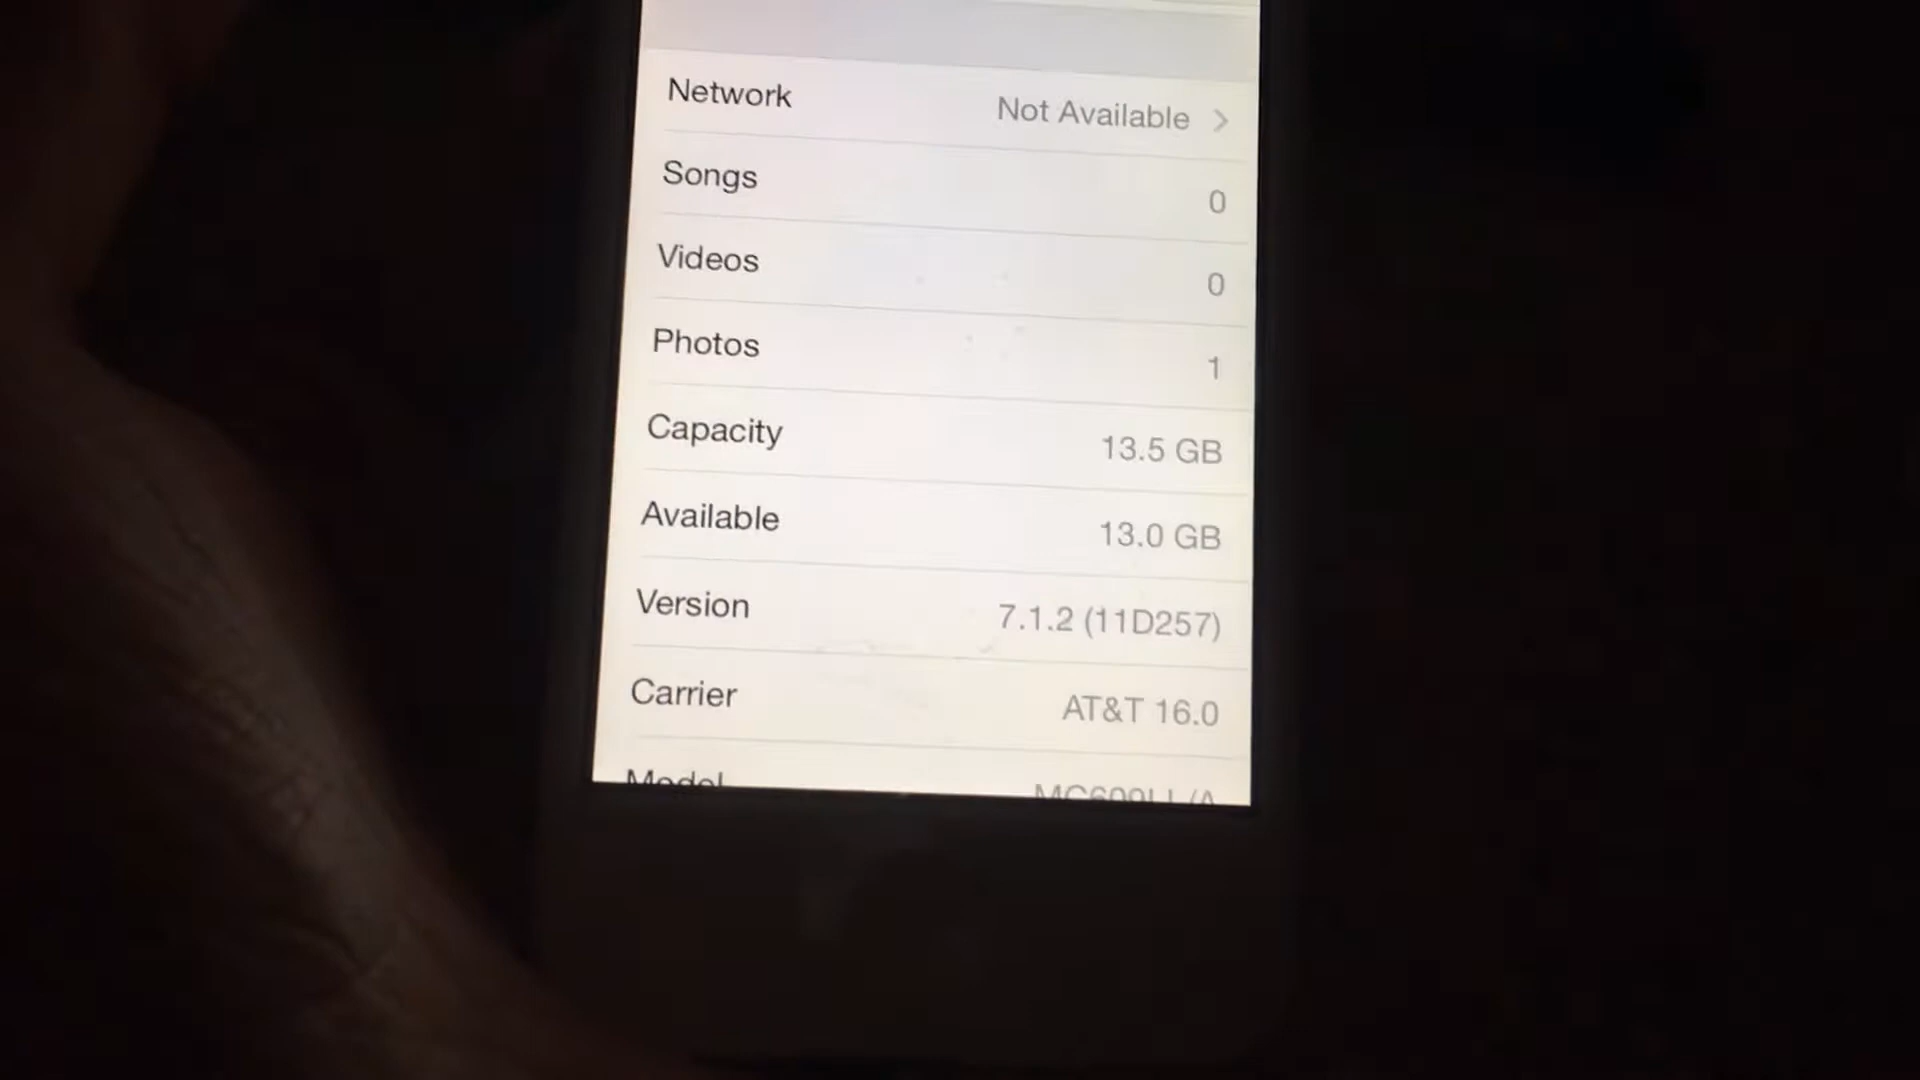 Network Not Available
Songs 0
Videos 0
Photos 1
Capacity 13.5 GB
Available 13.0 GB
Version 7.1.2 (11D257)
Carrier AT&T 16.0
Model